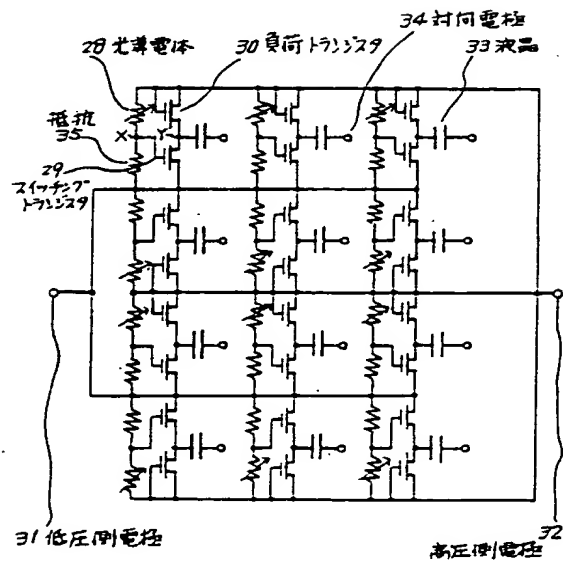 34 対向電極
28 光導電体
30 負荷トランジスタ
33 液晶
抵抗
35
X
Y
29
スイッチング
トランジスタ
31 低圧側電極
32
高圧側電極